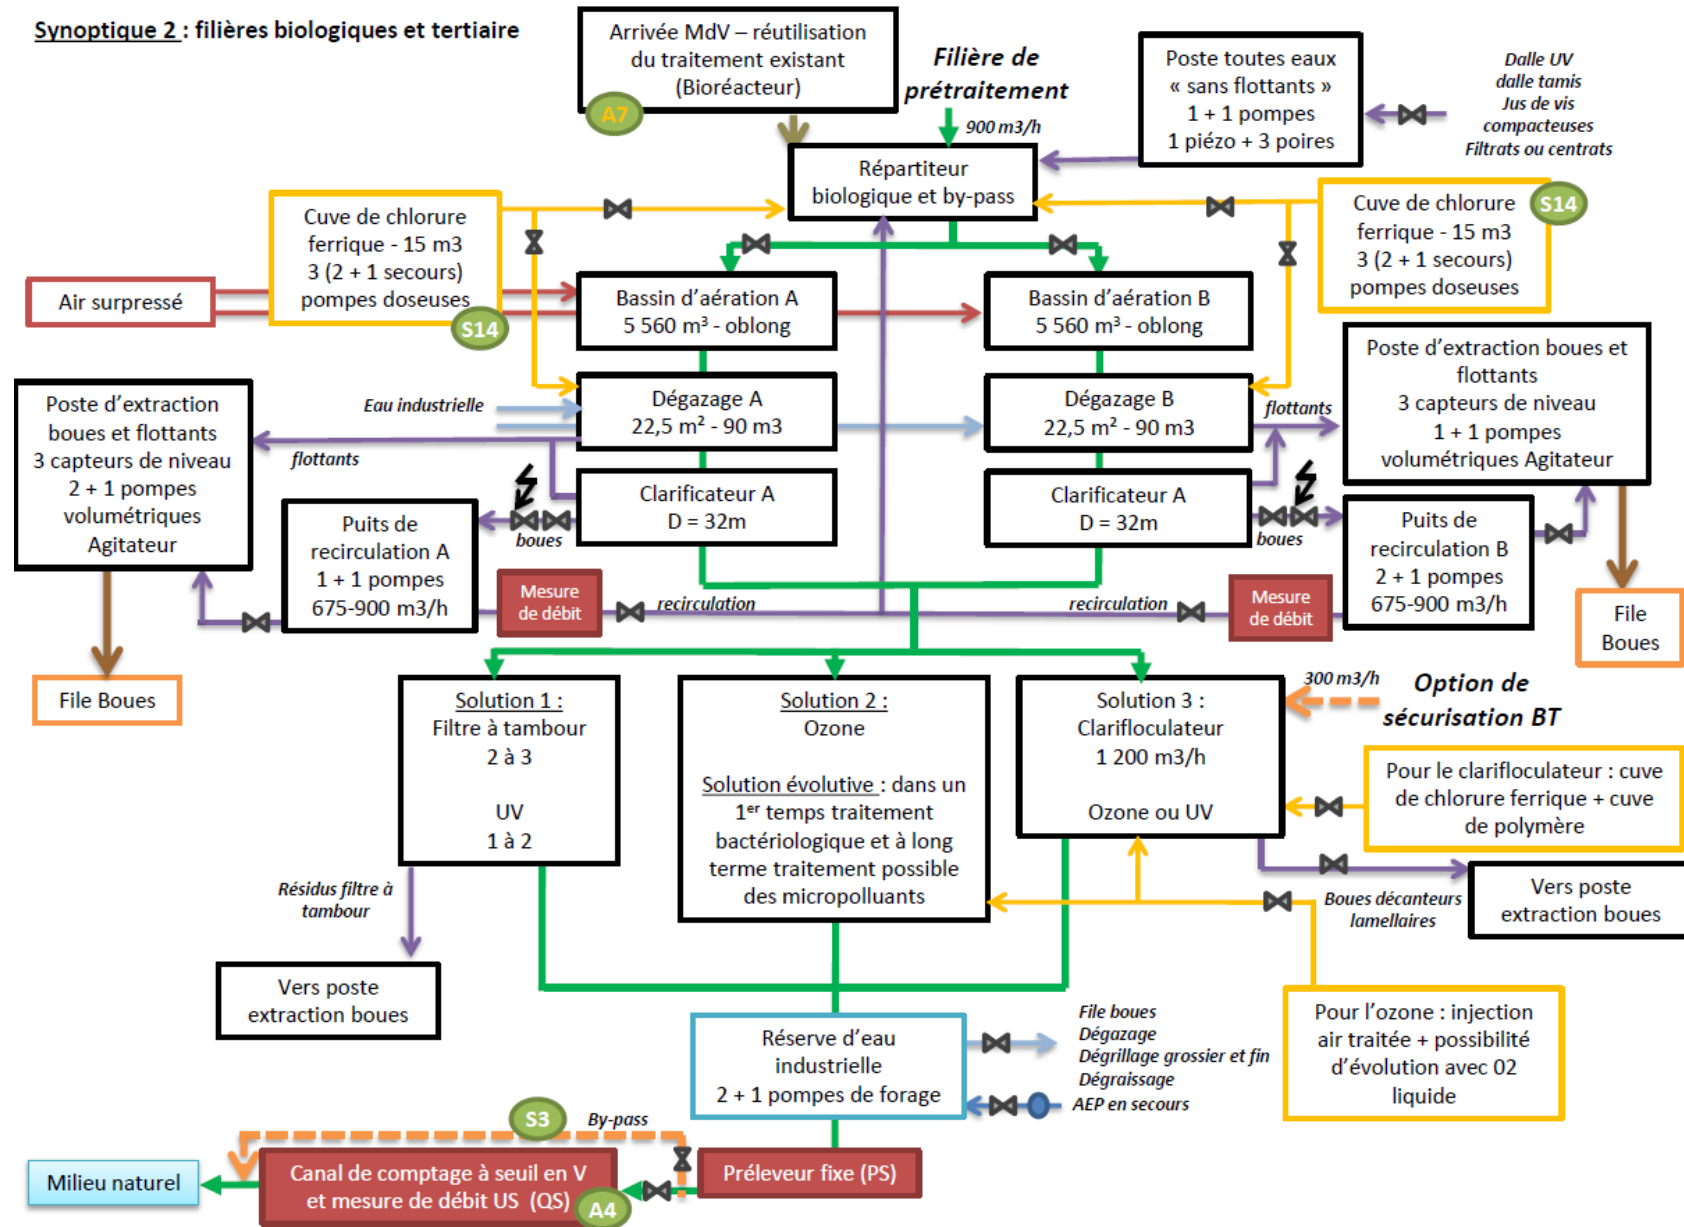 Synoptique 2 : filières biologiques et tertiaire
Arrivée MdV – réutilisation
du traitement existant
(Bioréacteur)
A7
Filière de
prétraitement
900 m3/h
Poste toutes eaux
« sans flottants »
1 + 1 pompes
1 piézo + 3 poires
Dalle UV
dalle tamis
Jus de vis
compacteuses
Filtrats ou centrats
Répartiteur
biologique et by-pass
Cuve de chlorure
ferrique - 15 m3
3 (2 + 1 secours)
pompes doseuses
S14
Cuve de chlorure
ferrique - 15 m3
3 (2 + 1 secours)
pompes doseuses
S14
Air surpressé
Bassin d’aération A
5 560 m³ - oblong
Bassin d’aération B
5 560 m³ - oblong
Poste d’extraction
boues et flottants
3 capteurs de niveau
2 + 1 pompes
volumétriques
Agitateur
Eau industrielle
Dégazage A
22,5 m² - 90 m3
Dégazage B
22,5 m² - 90 m3
flottants
flottants
Poste d’extraction boues et
flottants
3 capteurs de niveau
1 + 1 pompes
volumétriques Agitateur
Clarificateur A
D = 32m
Clarificateur A
D = 32m
boues
boues
Puits de
recirculation A
1 + 1 pompes
675-900 m3/h
Mesure
de débit
recirculation
recirculation
Mesure
de débit
Puits de
recirculation B
2 + 1 pompes
675-900 m3/h
File Boues
File
Boues
Solution 1 :
Filtre à tambour
2 à 3
UV
1 à 2
Solution 2 :
Ozone
Solution évolutive : dans un
1er temps traitement
bactériologique et à long
terme traitement possible
des micropolluants
Solution 3 :
Clarifloculateur
1 200 m3/h
Ozone ou UV
300 m3/h
Option de
sécurisation BT
Pour le clarifloculateur : cuve
de chlorure ferrique + cuve
de polymère
Résidus filtre à
tambour
Boues décanteurs
lamellaires
Vers poste
extraction boues
Vers poste
extraction boues
Pour l’ozone : injection
air traitée + possibilité
d’évolution avec 02
liquide
Réserve d’eau
industrielle
2 + 1 pompes de forage
File boues
Dégazage
Dégrillage grossier et fin
Dégraissage
AEP en secours
S3
By-pass
Milieu naturel
Canal de comptage à seuil en V
et mesure de débit US (QS)
A4
Préleveur fixe (PS)